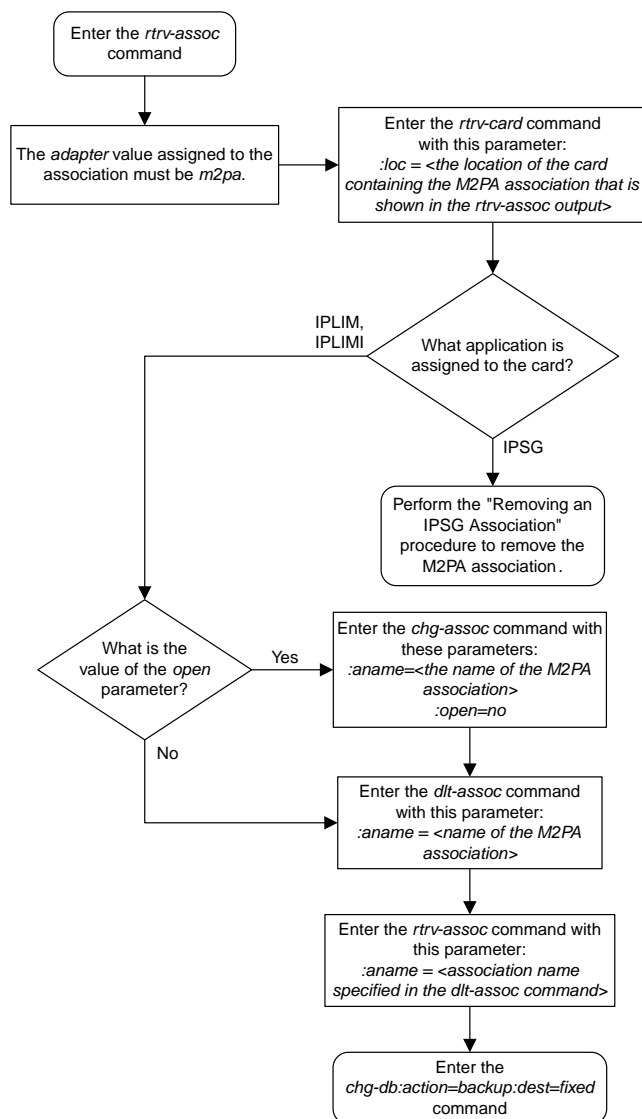 Enter the rtrv-assoc
command
The adapter value assigned to the
association must be m2pa.
Enter the rtrv-card command
with this parameter:
:loc = <the location of the card
containing the M2PA association that is
shown in the rtrv-assoc output>
IPLIM,
IPLIMI
What application is
assigned to the card?
IPSG
Perform the "Removing an
IPSG Association"
procedure to remove the
M2PA association.
What is the
value of the open
parameter?
Yes
Enter the chg-assoc command with
these parameters:
:aname=<the name of the M2PA
association>
:open=no
No
Enter the dlt-assoc command
with this parameter:
:aname = <name of the M2PA
association>
Enter the rtrv-assoc command with
this parameter:
:aname = <association name
specified in the dlt-assoc command>
Enter the
chg-db:action=backup:dest=fixed
command